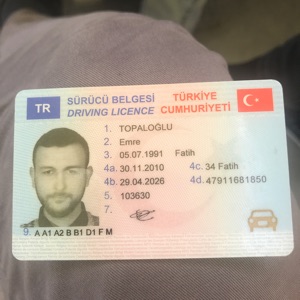 TR SÜRÜCÜ BELGESİ TÜRKİYE
DRIVING LICENCE CUMHURİYETİ
1. TOPALOĞLU
2. Emre
3. 05.07.1991 Fatih
4a. 30.11.2010 4c. 34 Fatih
4b. 29.04.2026 4d. 47911681850
5. 103630
7.
9. A A1 A2 B B1 D1 F M